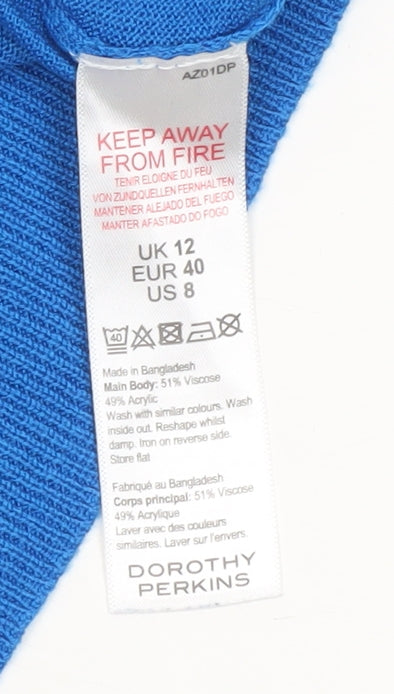 AZ01DP
KEEP AWAY
FROM FIRE
TENIR ELOIGNE DU FEU
VON ZUNDQUELLEN FERNHALTEN
MANTENER ALEJADO DEL FUEGO
MANTER AFASTADO DO FOGO
UK 12
EUR 40
US 8
40
Made in Bangladesh
Main Body: 51% Viscose
49% Acrylic
Wash with similar colours. Wash
inside out. Reshape whilst
damp. Iron on reverse side.
Store flat
Fabriqué au Bangladesh
Corps principal: 51% Viscose
49% Acrylique
Laver avec des couleurs
similaires. Laver sur l'envers.
DOROTHY
PERKINS